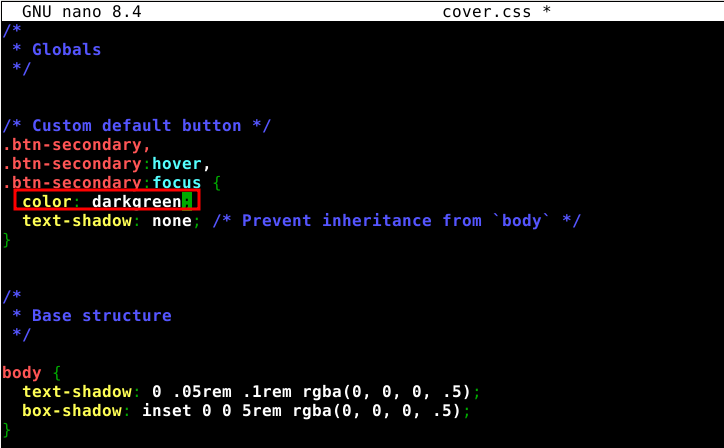 GNU nano 8.4 cover.css *
/*
 * Globals
 */
/* Custom default button */
.btn-secondary,
.btn-secondary:hover,
.btn-secondary:focus {
  color: darkgreen;
  text-shadow: none; /* Prevent inheritance from `body` */
}
/*
 * Base structure
 */
body {
  text-shadow: 0 .05rem .1rem rgba(0, 0, 0, .5);
  box-shadow: inset 0 0 5rem rgba(0, 0, 0, .5);
}